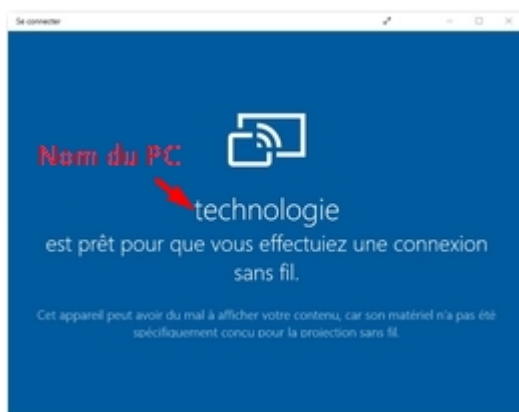 Se connecter
Nom du PC
technologie
est prêt pour que vous effectuiez une connexion
sans fil.
Cet appareil peut avoir du mal à afficher votre contenu, car son matériel n'a pas été
spécifiquement conçu pour la projection sans fil.